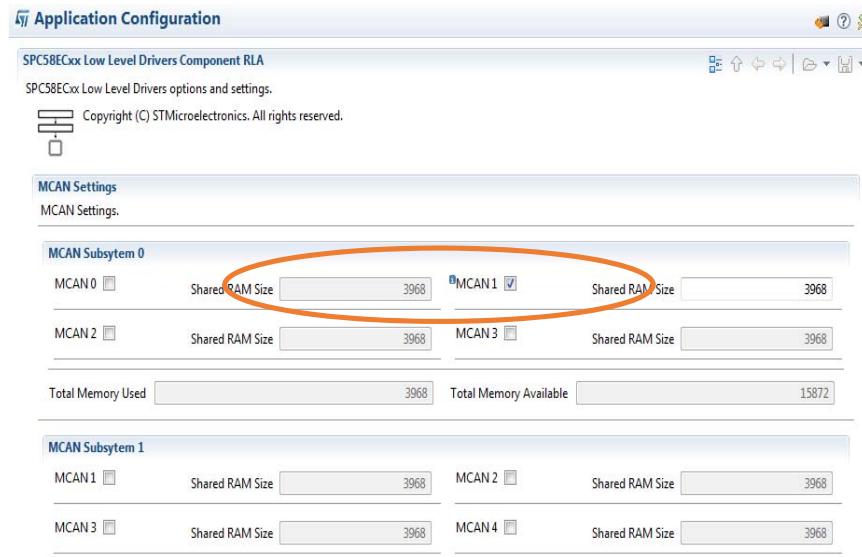 Application Configuration
SPC58ECxx Low Level Drivers Component RLA
SPC58ECxx Low Level Drivers options and settings.
Copyright (C) STMicroelectronics. All rights reserved.
MCAN Settings
MCAN Settings.
MCAN Subsytem 0
MCAN 0 Shared RAM Size 3968 MCAN 1 Shared RAM Size 3968
MCAN 2 Shared RAM Size 3968 MCAN 3 Shared RAM Size 3968
Total Memory Used 3968 Total Memory Available 15872
MCAN Subsytem 1
MCAN 1 Shared RAM Size 3968 MCAN 2 Shared RAM Size 3968
MCAN 3 Shared RAM Size 3968 MCAN 4 Shared RAM Size 3968